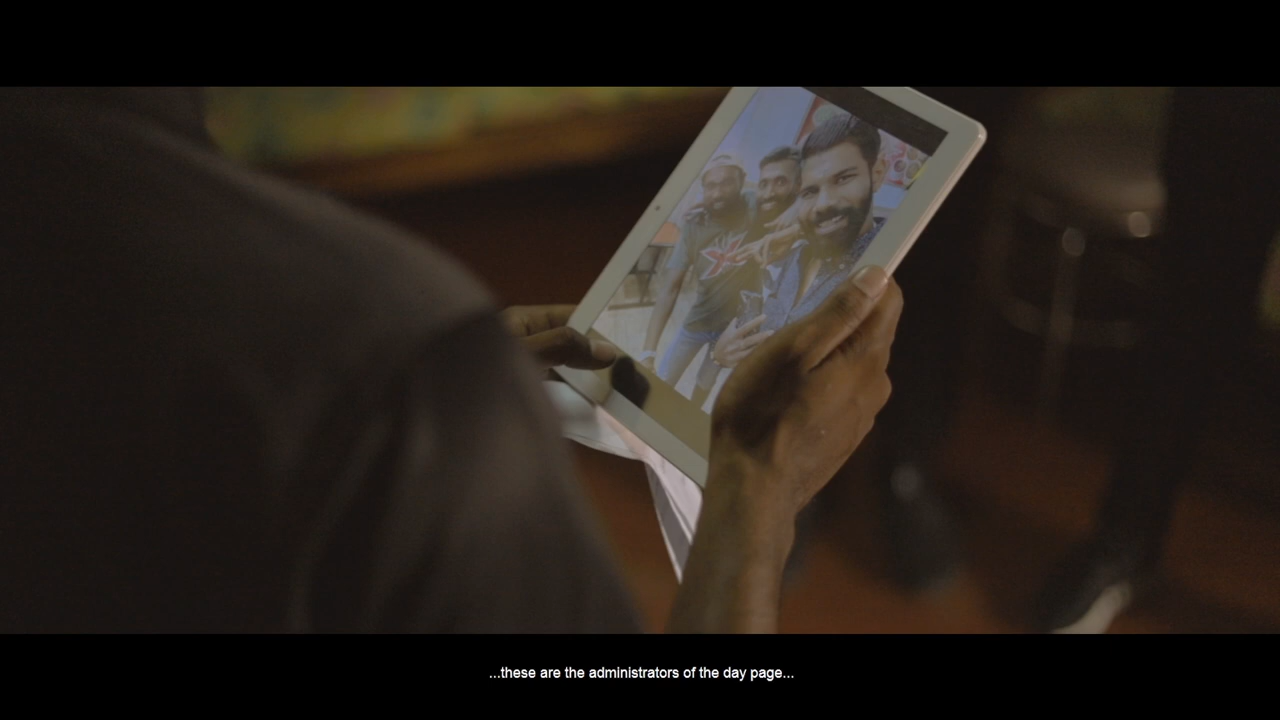 ...these are the administrators of the day page...